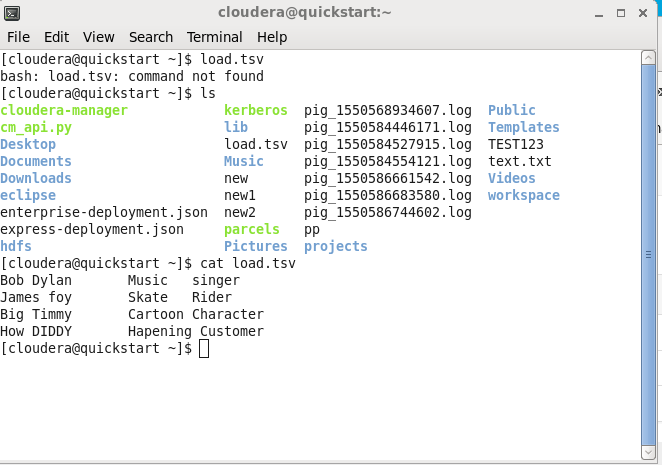 cloudera@quickstart:~
File Edit View Search Terminal Help
[cloudera@quickstart ~]$ load.tsv
bash: load.tsv: command not found
[cloudera@quickstart ~]$ ls
cloudera-manager kerberos pig_1550568934607.log Public
cm_api.py lib pig_1550584446171.log Templates
Desktop load.tsv pig_1550584527915.log TEST123
Documents Music pig_1550584554121.log text.txt
Downloads new pig_1550586661542.log Videos
eclipse new1 pig_1550586683580.log workspace
enterprise-deployment.json new2 pig_1550586744602.log
express-deployment.json parcels pp
hdfs Pictures projects
[cloudera@quickstart ~]$ cat load.tsv
Bob Dylan Music singer
James foy Skate Rider
Big Timmy Cartoon Character
How DIDDY Hapening Customer
[cloudera@quickstart ~]$